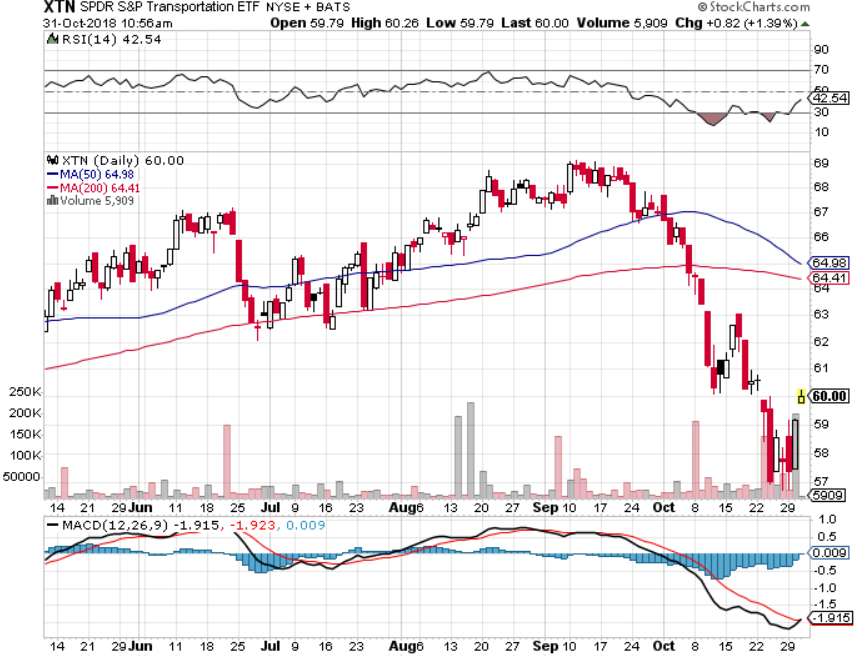 XTN SPDR S&P Transportation ETF NYSE + BATS © StockCharts.com
31-Oct-2018 10:56am Open 59.79 High 60.26 Low 59.79 Last 60.00 Volume 5,909 Chg +0.82 (+1.39%)
RSI(14) 42.54
90
70
50
42.54
30
10
XTN (Daily) 60.00
MA(50) 64.98
MA(200) 64.41
Volume 5,909
69
68
67
66
64.98
64.41
64
63
62
61
60.00
59
58
57
5909
250K
200K
150K
100K
50000
14 21 29 Jun 11 18 25 Jul 9 16 23 Aug 6 13 20 27 Sep 10 17 24 Oct 8 15 22 29
MACD(12,26,9) -1.915, -1.923, 0.009
1.0
0.5
0.009
-0.5
-1.0
-1.5
-1.915
14 21 29 Jun 11 18 25 Jul 9 16 23 Aug 6 13 20 27 Sep 10 17 24 Oct 8 15 22 29